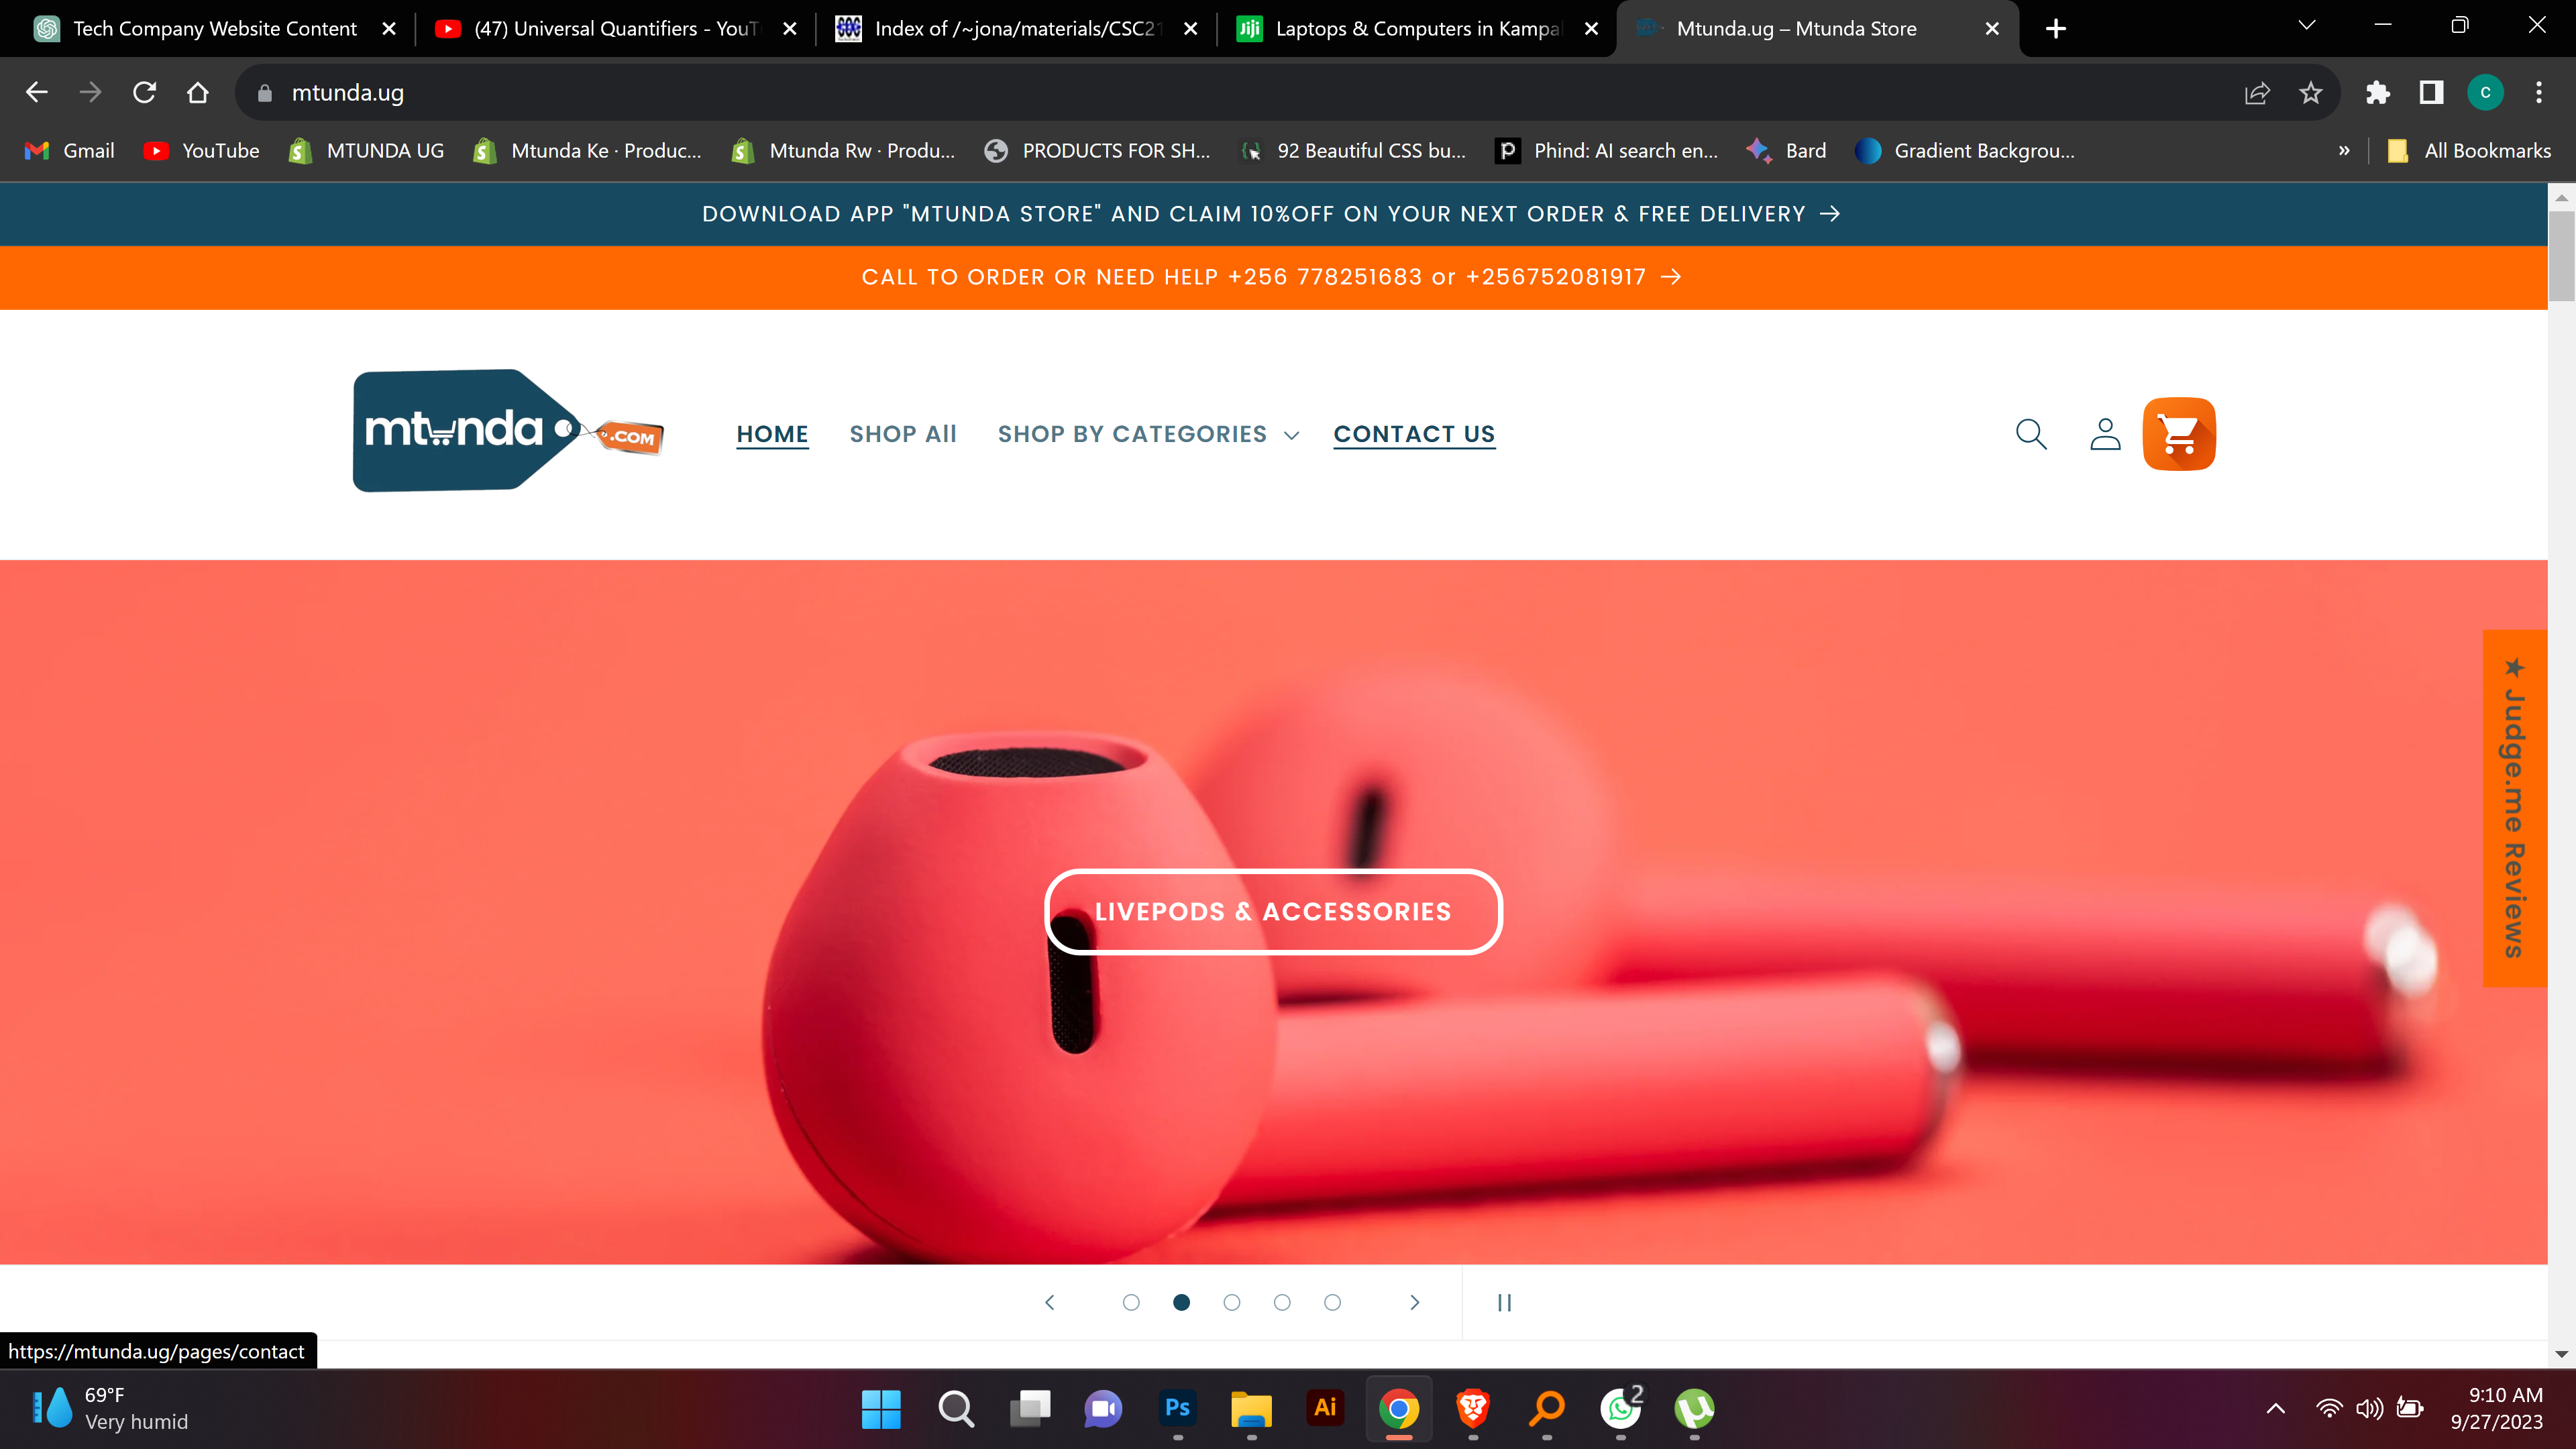 Tech Company Website Content
(47) Universal Quantifiers - YouT
Index of /~jona/materials/CSC21
Jiji
Laptops & Computers in Kampal
Mtunda.ug – Mtunda Store
mtunda.ug
C
Gmail
YouTube
MTUNDA UG
Mtunda Ke · Produc...
Mtunda Rw · Produ...
PRODUCTS FOR SH...
92 Beautiful CSS bu...
Phind: AI search en...
Bard
Gradient Backgrou...
»
All Bookmarks
DOWNLOAD APP "MTUNDA STORE" AND CLAIM 10%OFF ON YOUR NEXT ORDER & FREE DELIVERY →
CALL TO ORDER OR NEED HELP +256 778251683 or +256752081917 →
mtunda
.COM
HOME
SHOP All
SHOP BY CATEGORIES
CONTACT US
LIVEPODS & ACCESSORIES
★ Judge.me Reviews
https://mtunda.ug/pages/contact
69°F
Very humid
Ps
Ai
2
9:10 AM
9/27/2023